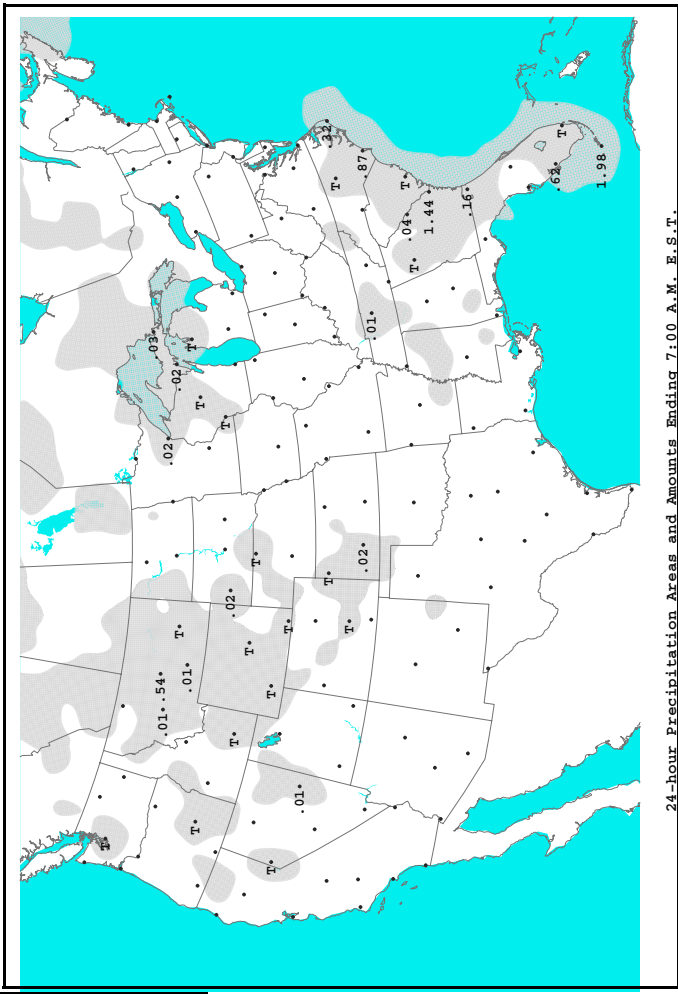 T
.03
.54
.01
.02
.02
T
.01
T
T
T
T
.02
T
T
T
T
T
T
.01
.32
T
T
T
.87
.02
.01
T
.04
T
1.44
.16
.62
T
1.98
24-hour Precipitation Areas and Amounts Ending 7:00 A.M. E.S.T.